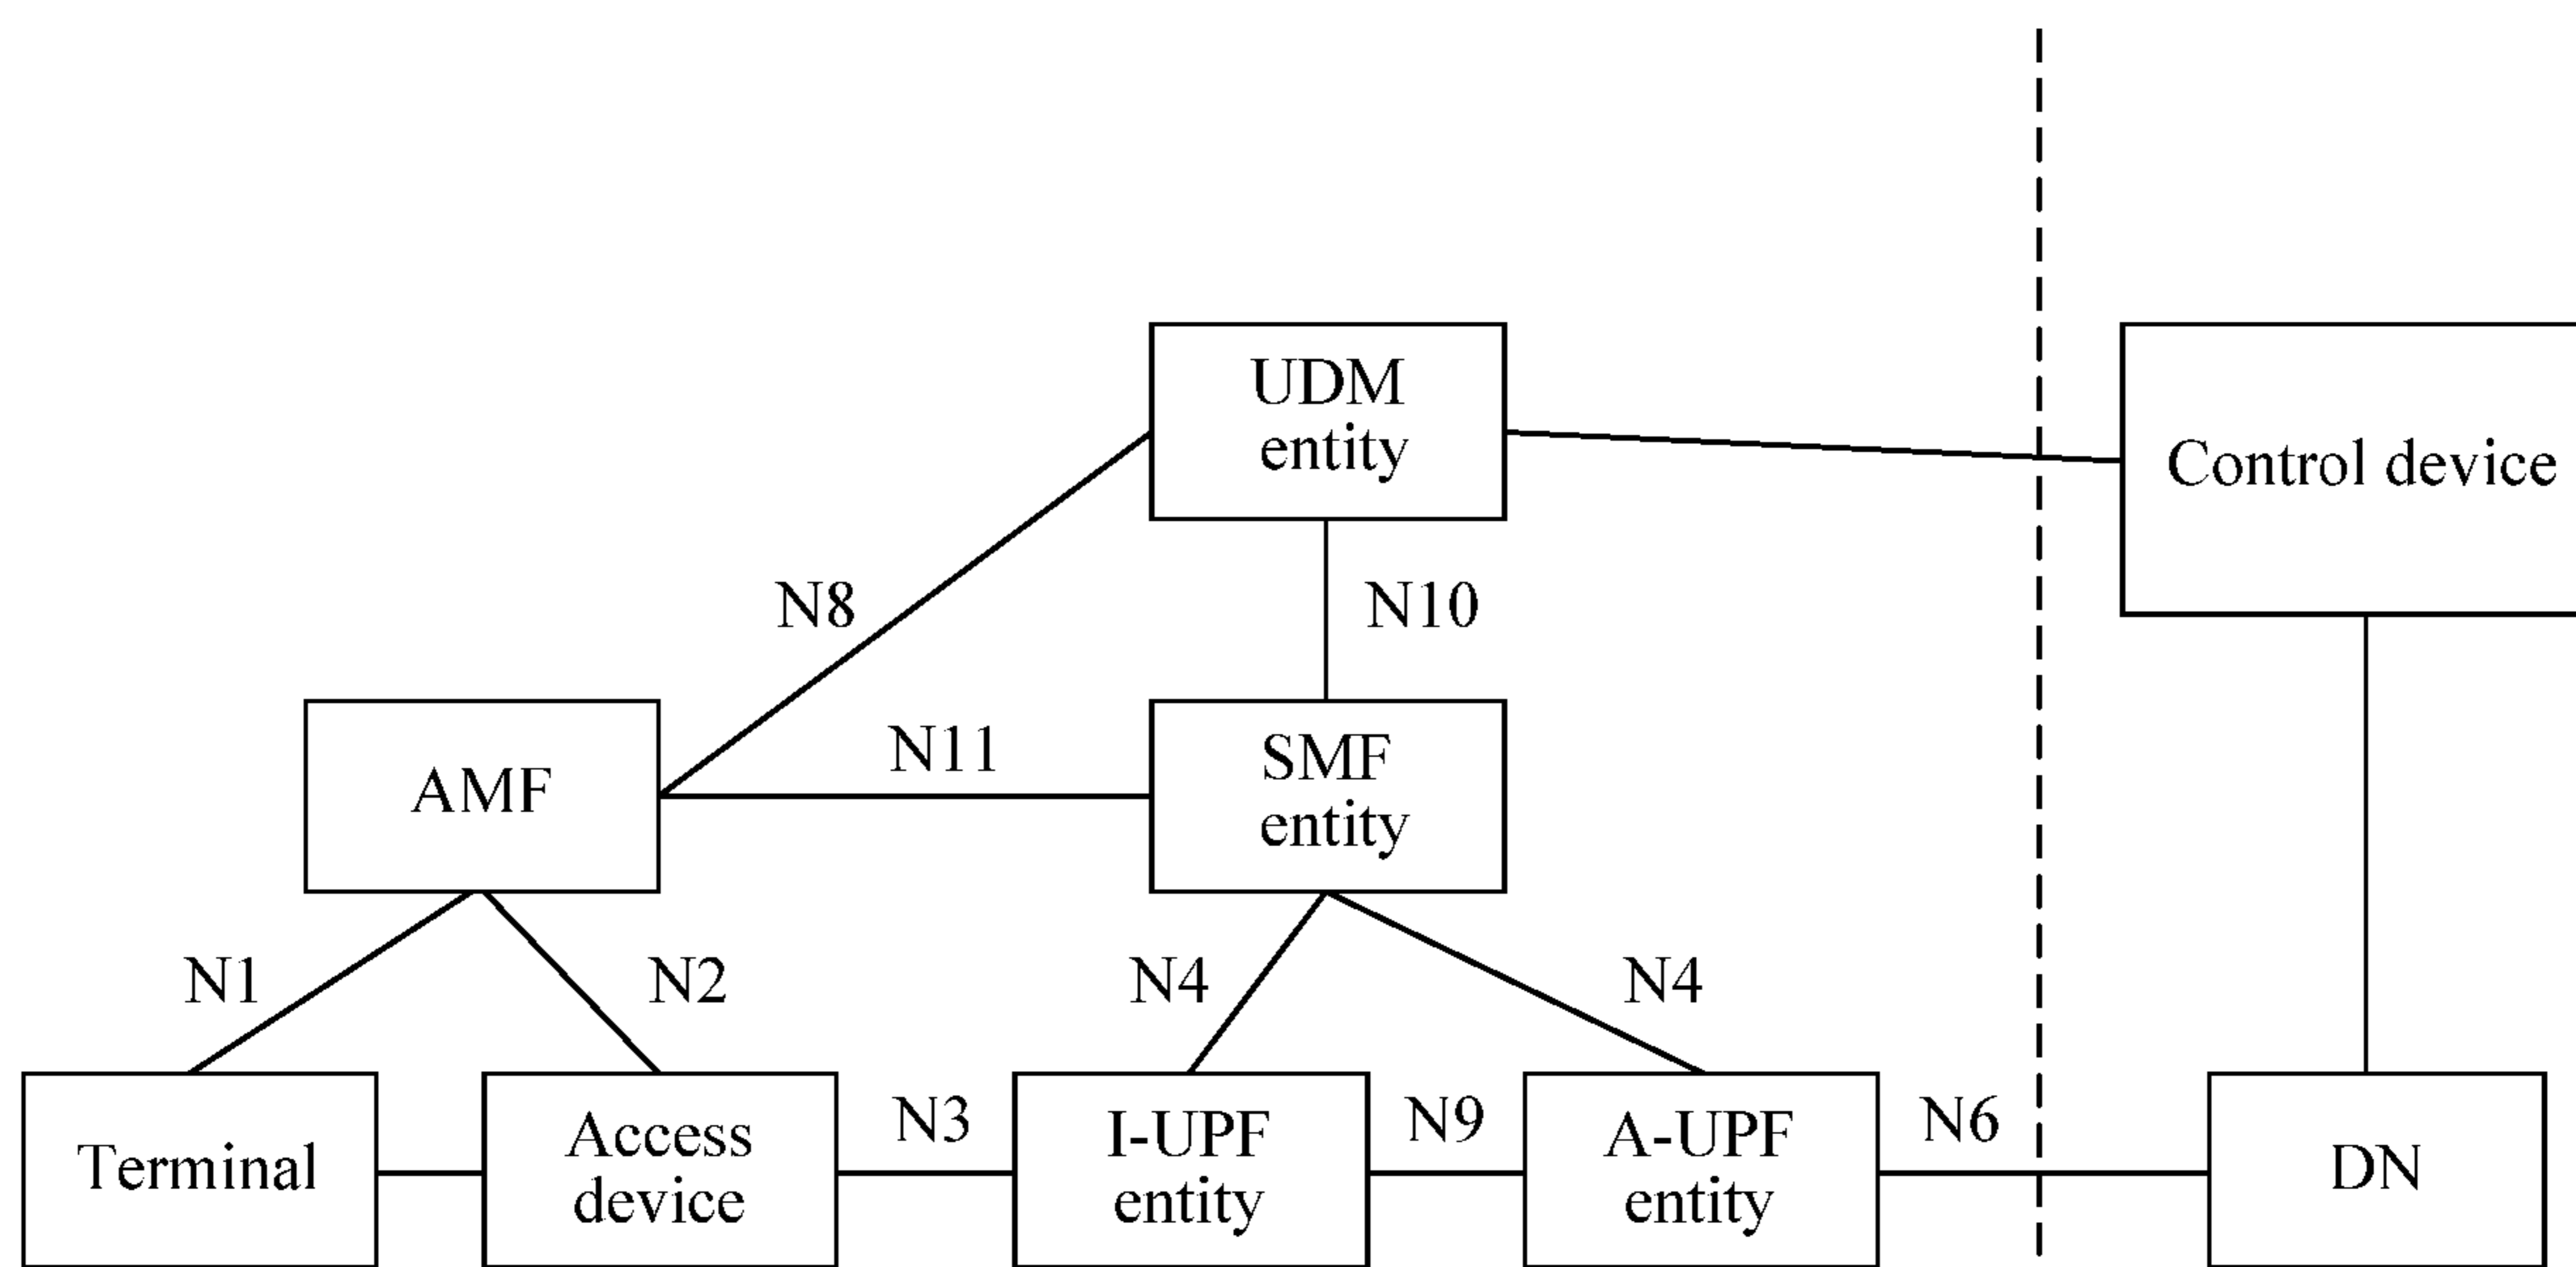 UDM
entity
Control device
N8
N10
AMF
N11
SMF
entity
N1
N2
N4
N4
Terminal
Access
device
N3
I-UPF
entity
N9
A-UPF
entity
N6
DN